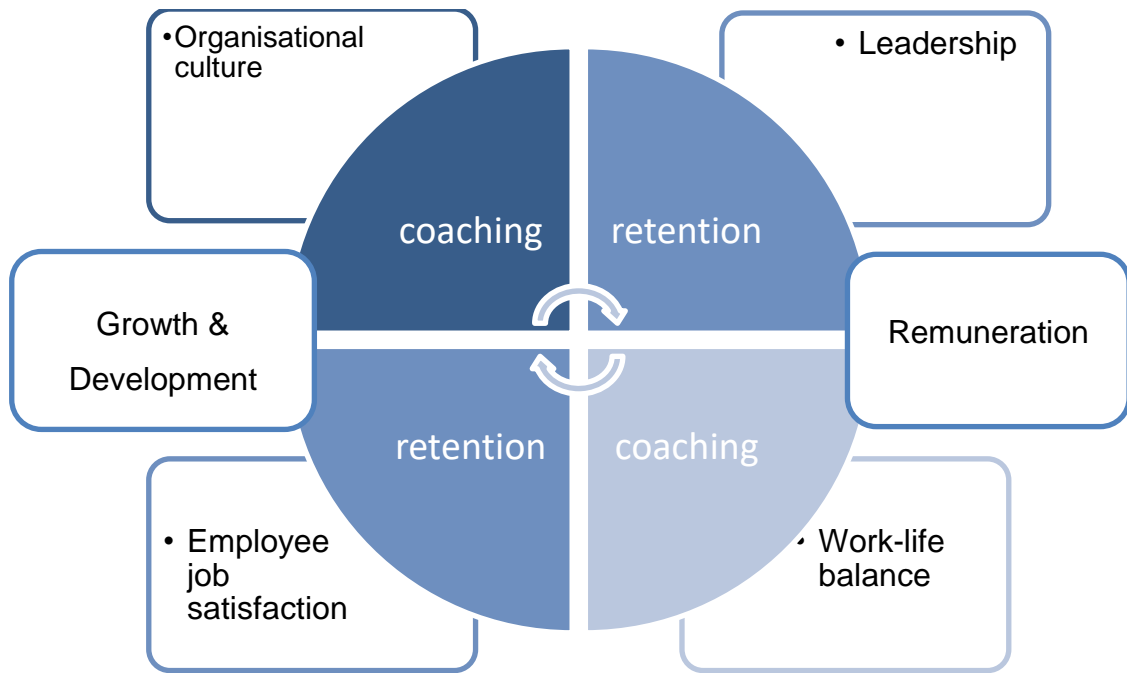 •Organisational
culture
• Leadership
coaching
retention
Growth &
Development
Remuneration
retention
coaching
• Employee
job
satisfaction
• Work-life
balance